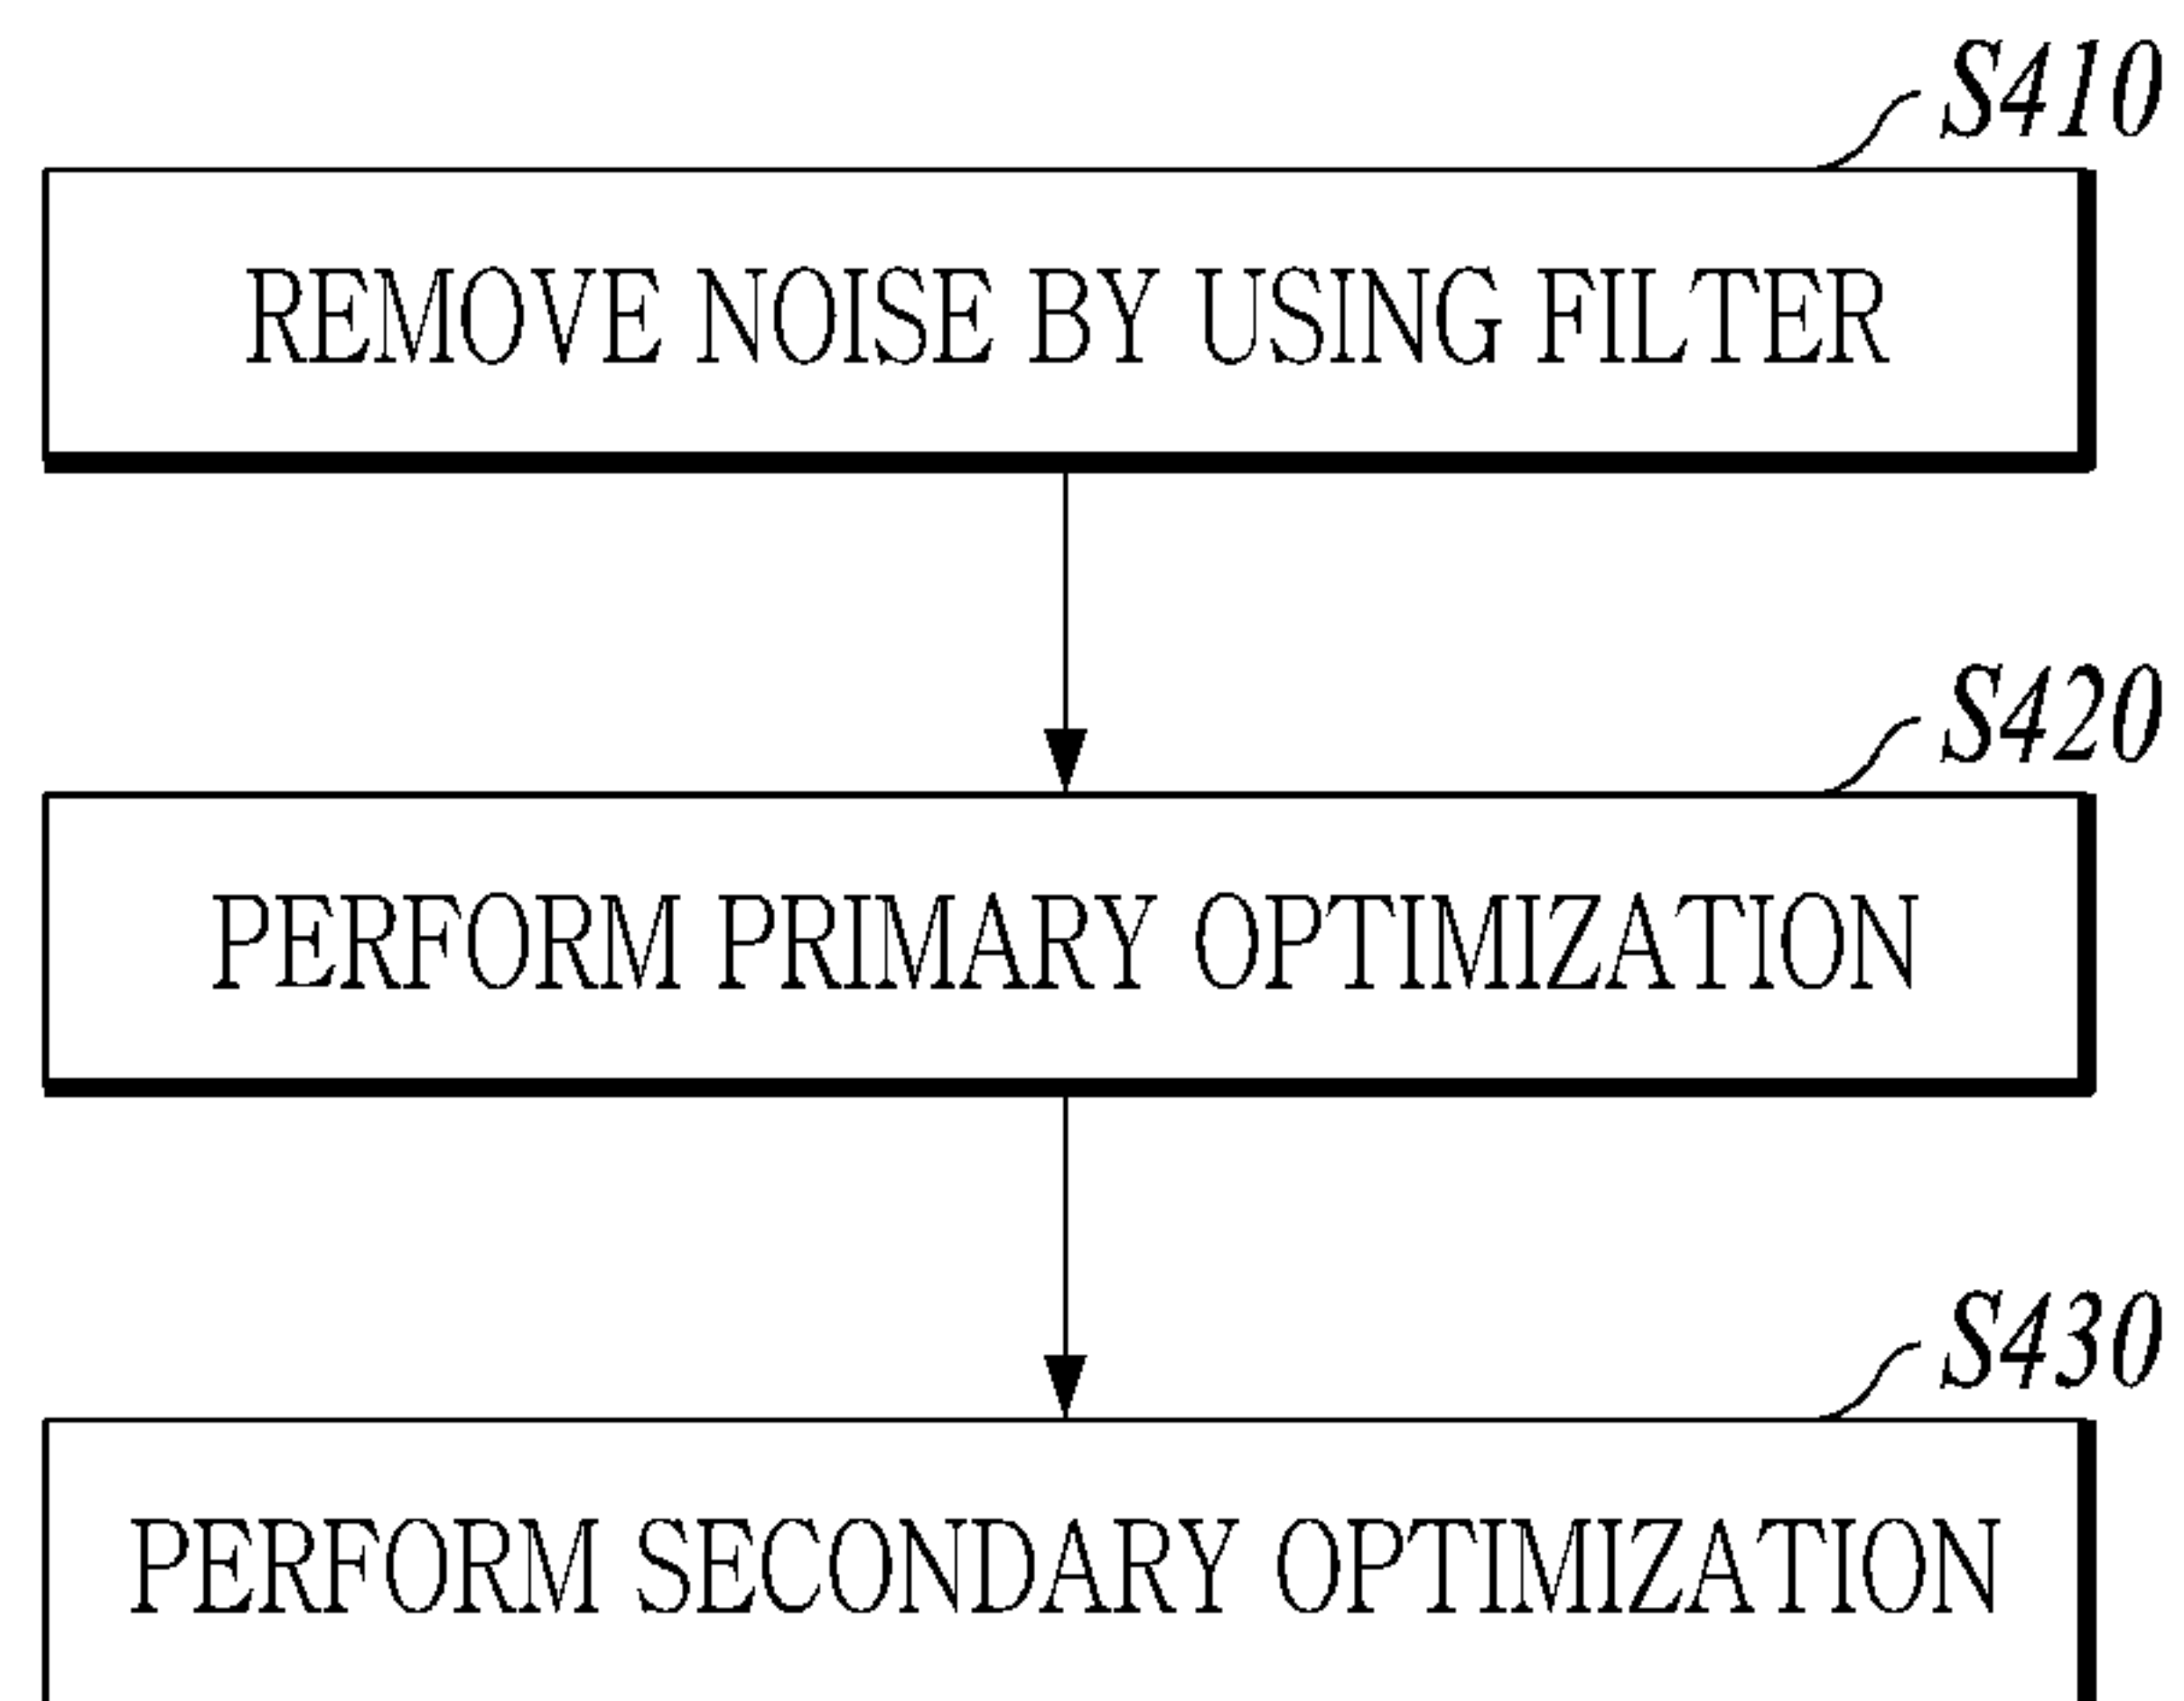 S410
REMOVE NOISE BY USING FILTER
S420
PERFORM PRIMARY OPTIMIZATION
S430
PERFORM SECONDARY OPTIMIZATION